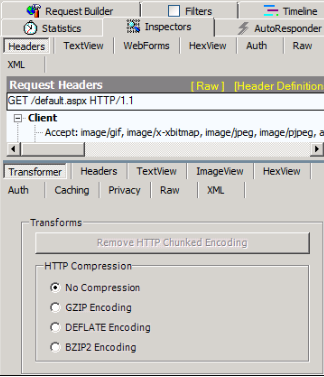 Request Builder Filters Timeline
Statistics Inspectors AutoResponder
Headers TextView WebForms HexView Auth Raw
XML
Request Headers [Raw] [Header Definition
GET /default.aspx HTTP/1.1
Client
Accept: image/gif, image/x-xbitmap, image/jpeg, image/pjpeg, a
Transformer Headers TextView ImageView HexView
Auth Caching Privacy Raw XML
Transforms
Remove HTTP Chunked Encoding
HTTP Compression
No Compression
GZIP Encoding
DEFLATE Encoding
BZIP2 Encoding